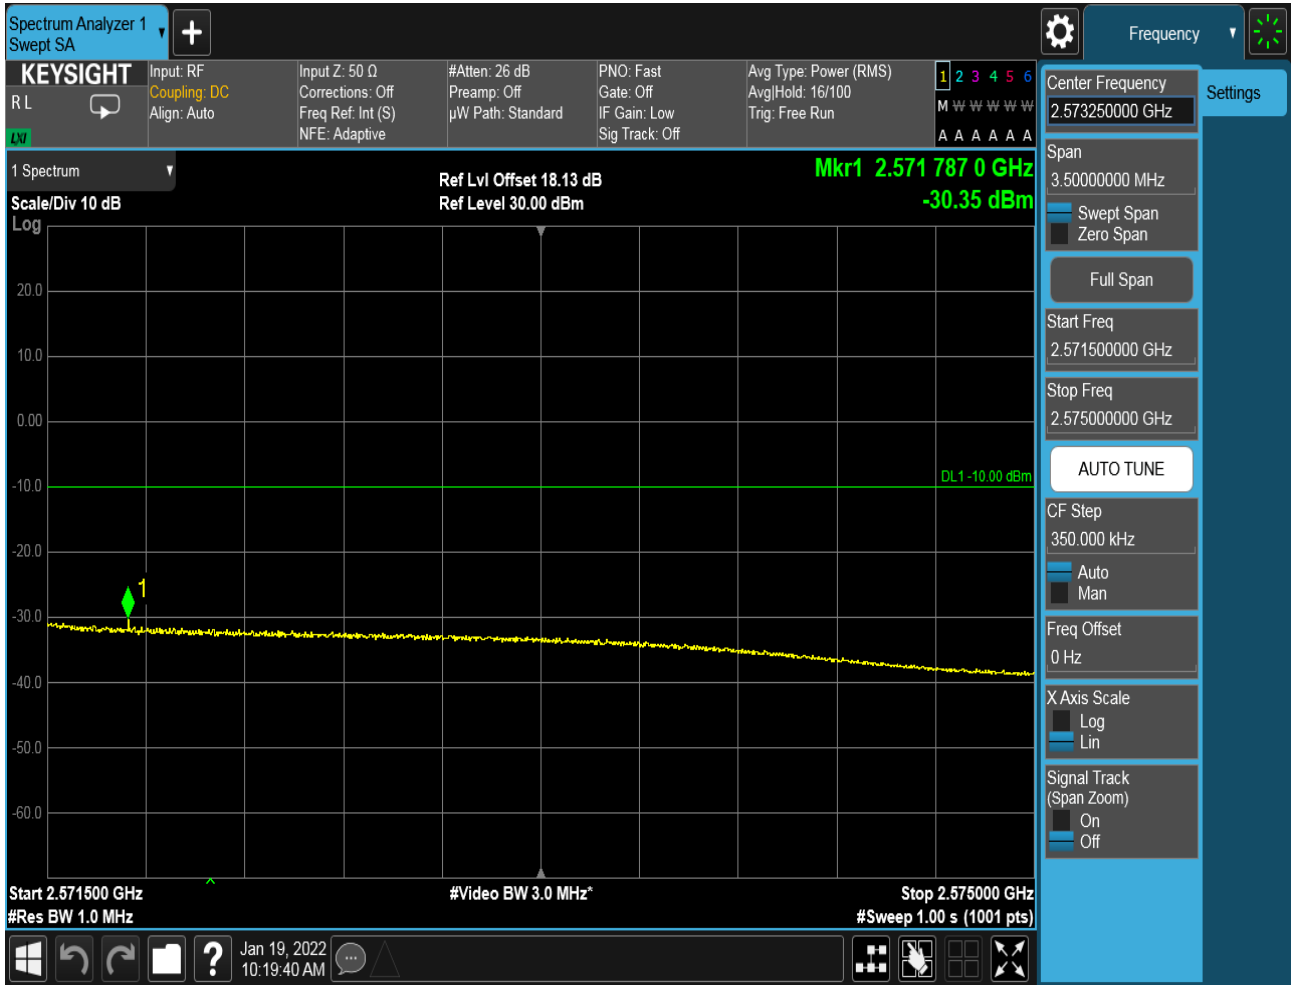 Spectrum Analyzer 1
Swept SA
Frequency
KEYSIGHT
R L
LXI
Input: RF
Coupling: DC
Align: Auto
Input Z: 50 Ω
Corrections: Off
Freq Ref: Int (S)
NFE: Adaptive
#Atten: 26 dB
Preamp: Off
µW Path: Standard
PNO: Fast
Gate: Off
IF Gain: Low
Sig Track: Off
Avg Type: Power (RMS)
Avg|Hold: 16/100
Trig: Free Run
1 2 3 4 5 6
M W W W W W
A A A A A A
1 Spectrum
Scale/Div 10 dB
Log
Ref Lvl Offset 18.13 dB
Ref Level 30.00 dBm
Mkr1 2.571 787 0 GHz
-30.35 dBm
20.0
10.0
0.00
-10.0
-20.0
-30.0
-40.0
-50.0
-60.0
DL1 -10.00 dBm
1
Start 2.571500 GHz
#Res BW 1.0 MHz
#Video BW 3.0 MHz*
Stop 2.575000 GHz
#Sweep 1.00 s (1001 pts)
Center Frequency
2.573250000 GHz
Settings
Span
3.50000000 MHz
Swept Span
Zero Span
Full Span
Start Freq
2.571500000 GHz
Stop Freq
2.575000000 GHz
AUTO TUNE
CF Step
350.000 kHz
Auto
Man
Freq Offset
0 Hz
X Axis Scale
Log
Lin
Signal Track
(Span Zoom)
On
Off
?
Jan 19, 2022
10:19:40 AM